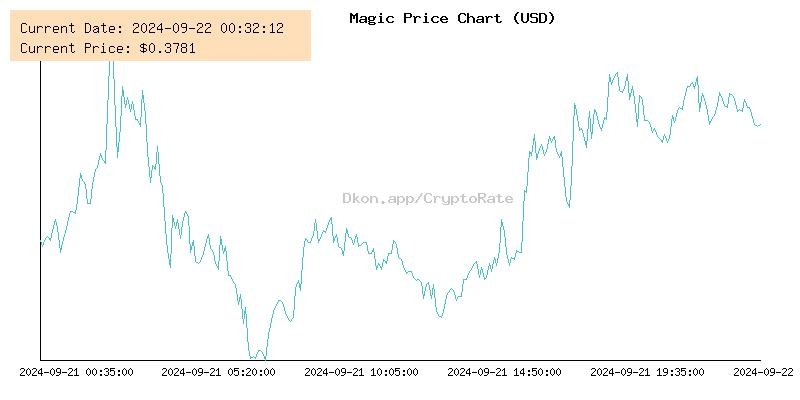 Magic Price Chart (USD)
Current Date: 2024-09-22 00:32:12
Current Price: $0.3781
Dkon.app/CryptoRate
2024-09-21 00:35:00 2024-09-21 05:20:00 2024-09-21 10:05:00 2024-09-21 14:50:00 2024-09-21 19:35:00 2024-09-22